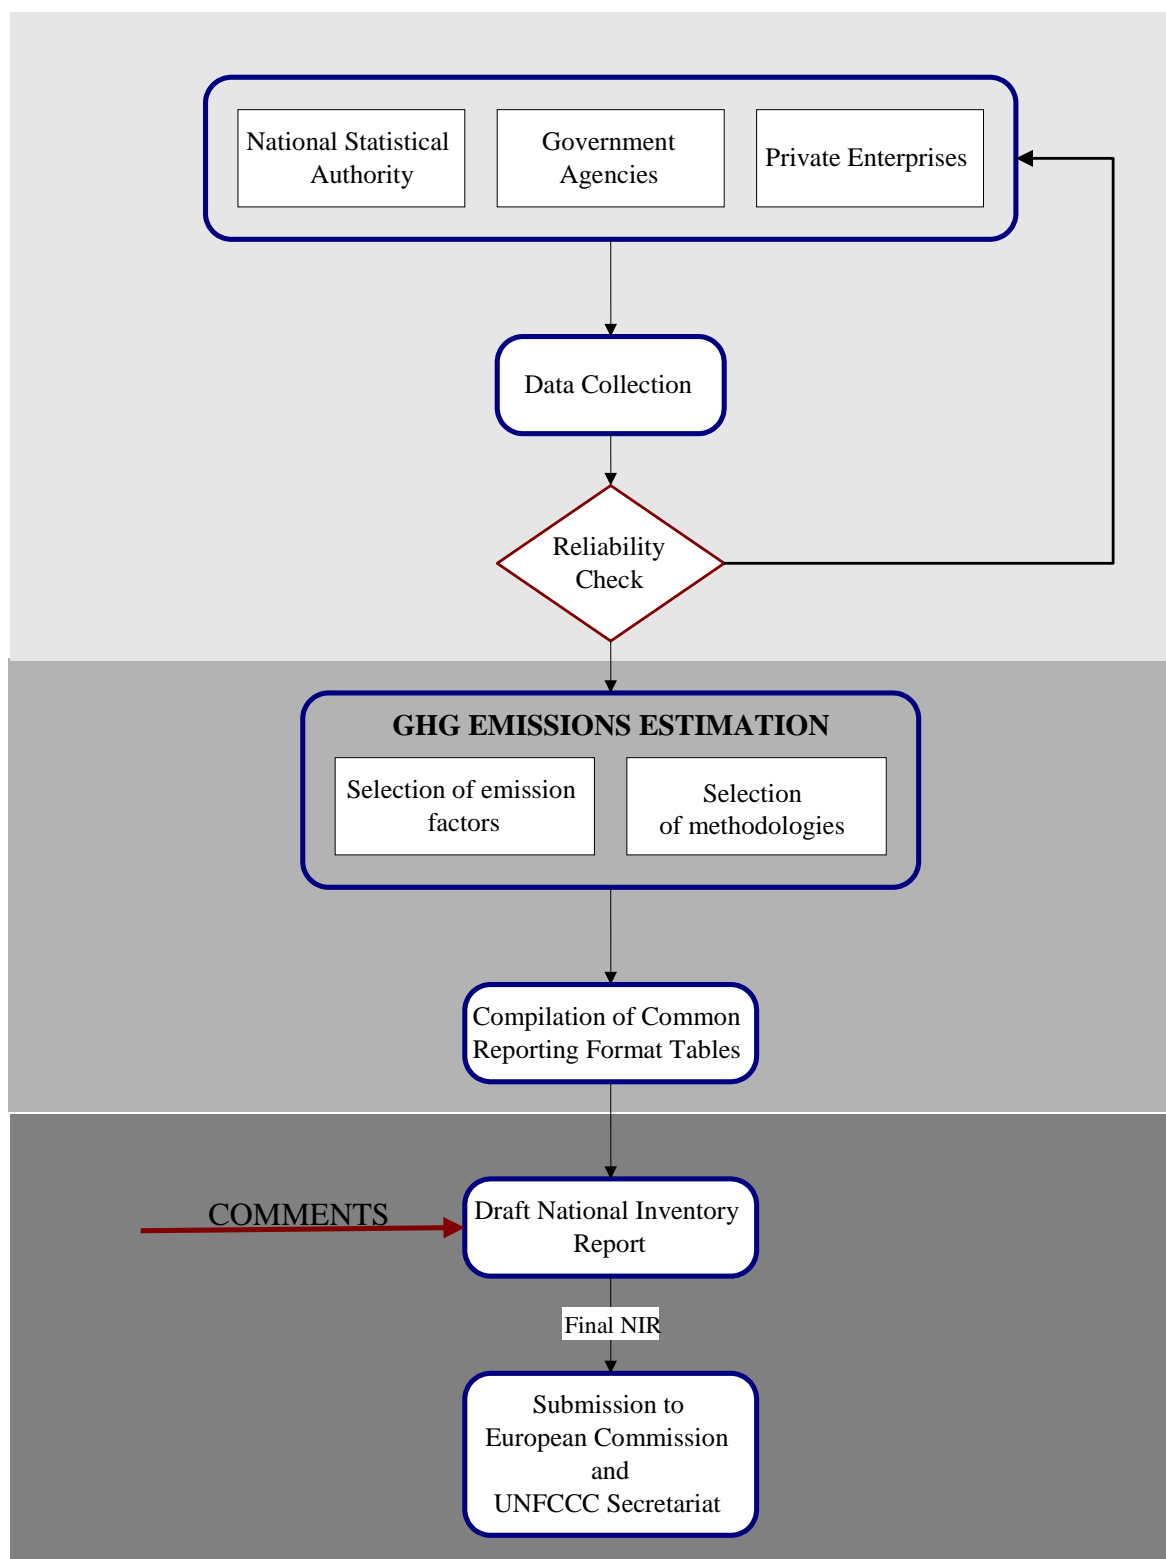 National Statistical
Authority
Government
Agencies
Private Enterprises
Data Collection
Reliability
Check
GHG EMISSIONS ESTIMATION
Selection of emission
factors
Selection
of methodologies
Compilation of Common
Reporting Format Tables
COMMENTS
Draft National Inventory
Report
Final NIR
Submission to
European Commission
and
UNFCCC Secretariat